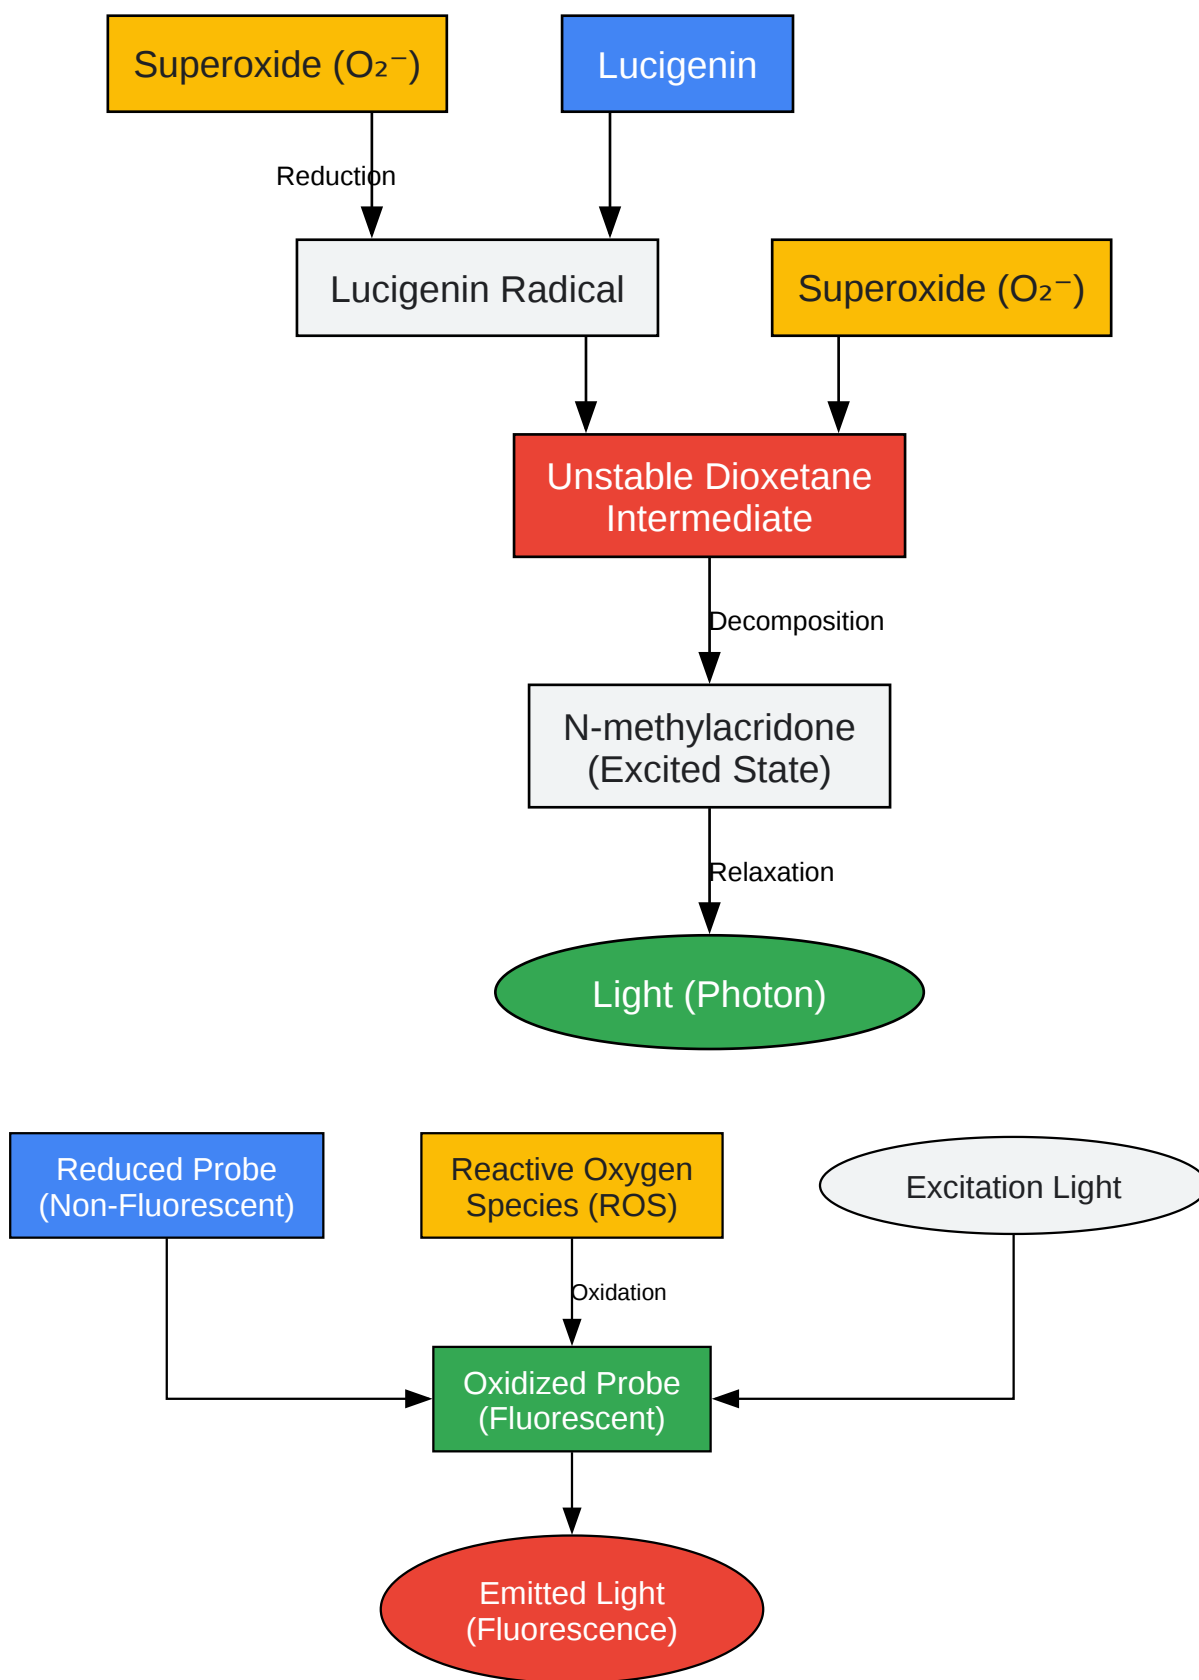 Superoxide (O₂⁻)
Lucigenin
Reduction
Lucigenin Radical
Superoxide (O₂⁻)
Unstable Dioxetane
Intermediate
Decomposition
N-methylacridone
(Excited State)
Relaxation
Light (Photon)
Reduced Probe
(Non-Fluorescent)
Reactive Oxygen
Species (ROS)
Excitation Light
Oxidation
Oxidized Probe
(Fluorescent)
Emitted Light
(Fluorescence)